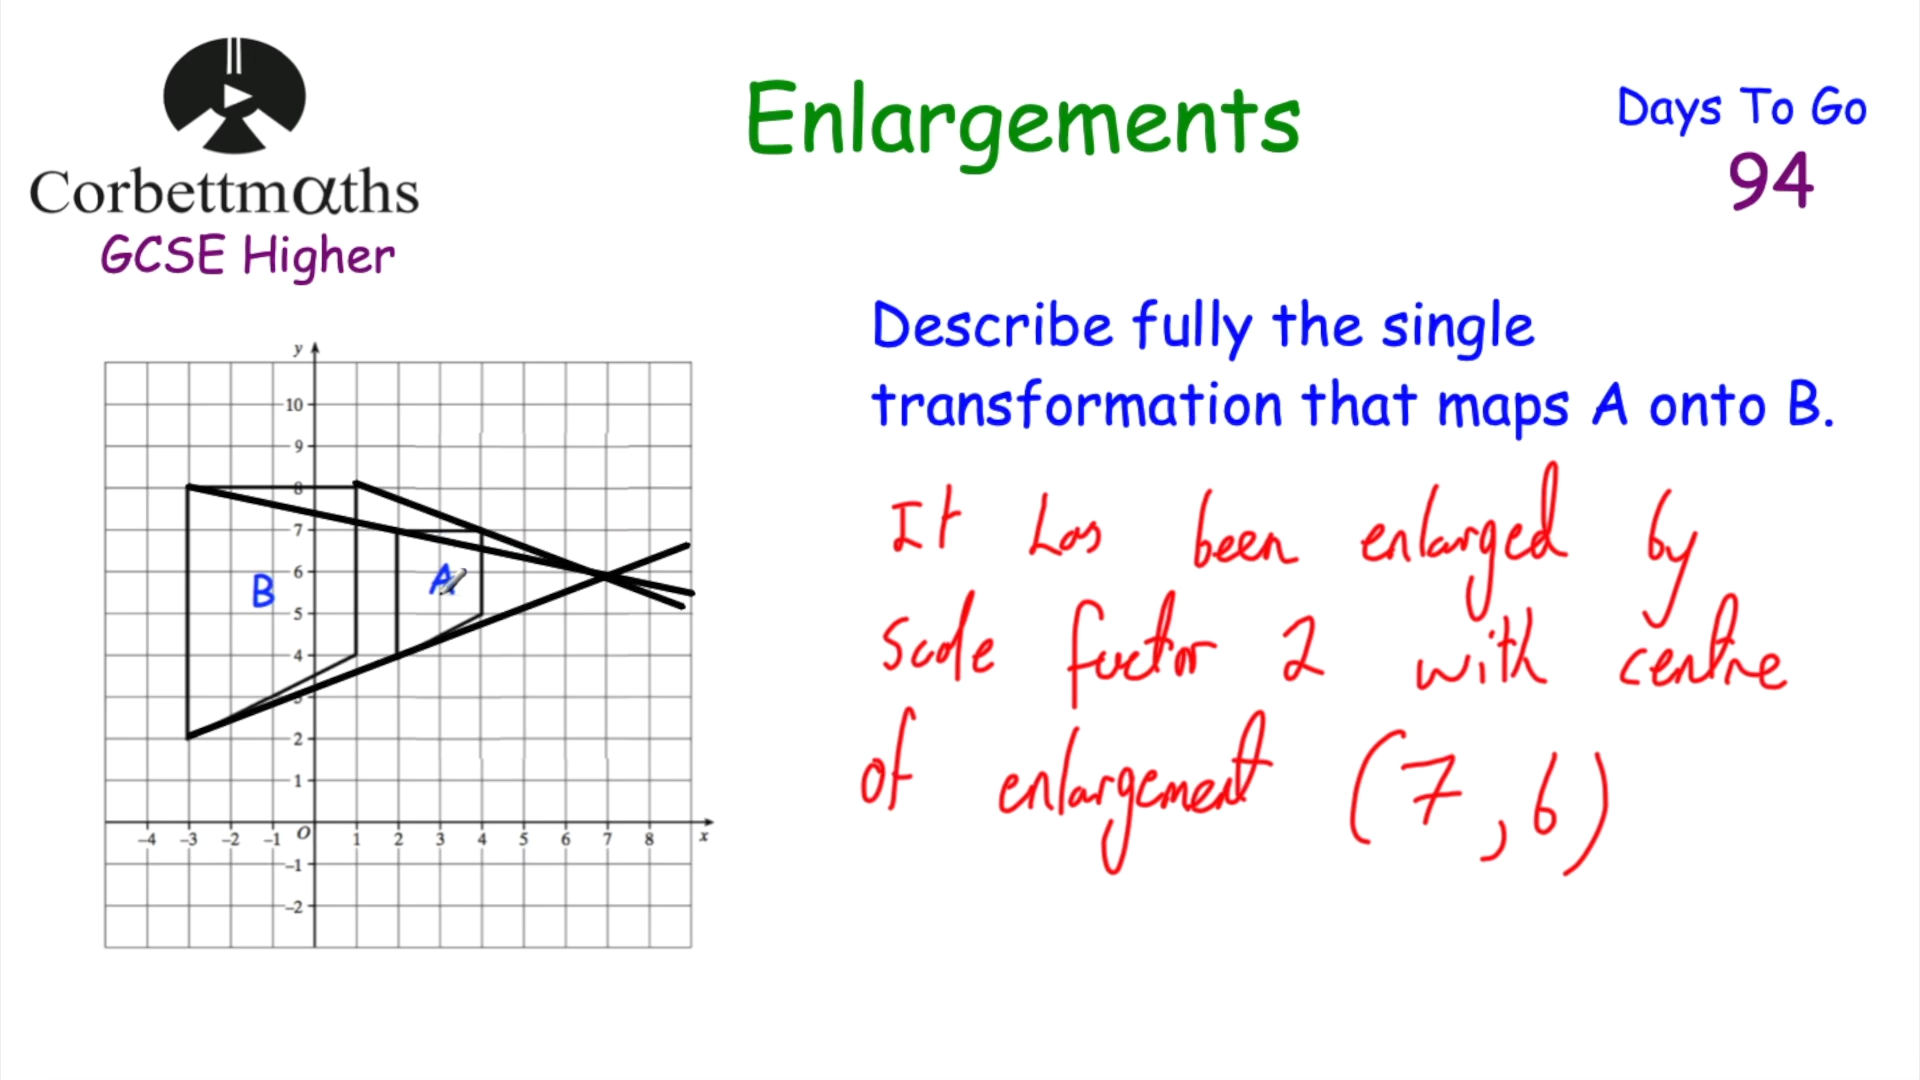 Corbettmαths
GCSE Higher
Enlargements
Days To Go
94
Describe fully the single
transformation that maps A onto B.
It has been enlarged by
scale factor 2 with centre
of enlargement (7,6)
y
10
9
8
7
6
5
4
3
2
1
O
-4 -3 -2 -1 1 2 3 4 5 6 7 8 x
-1
-2
B
A